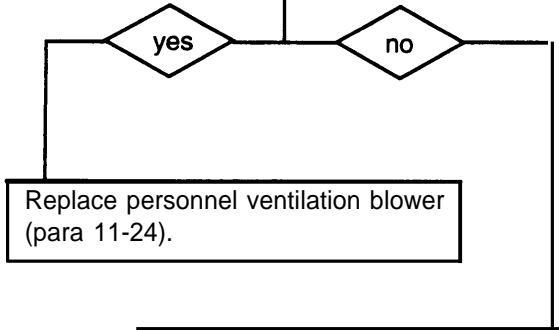 yes
no
Replace personnel ventilation blower
(para 11-24).